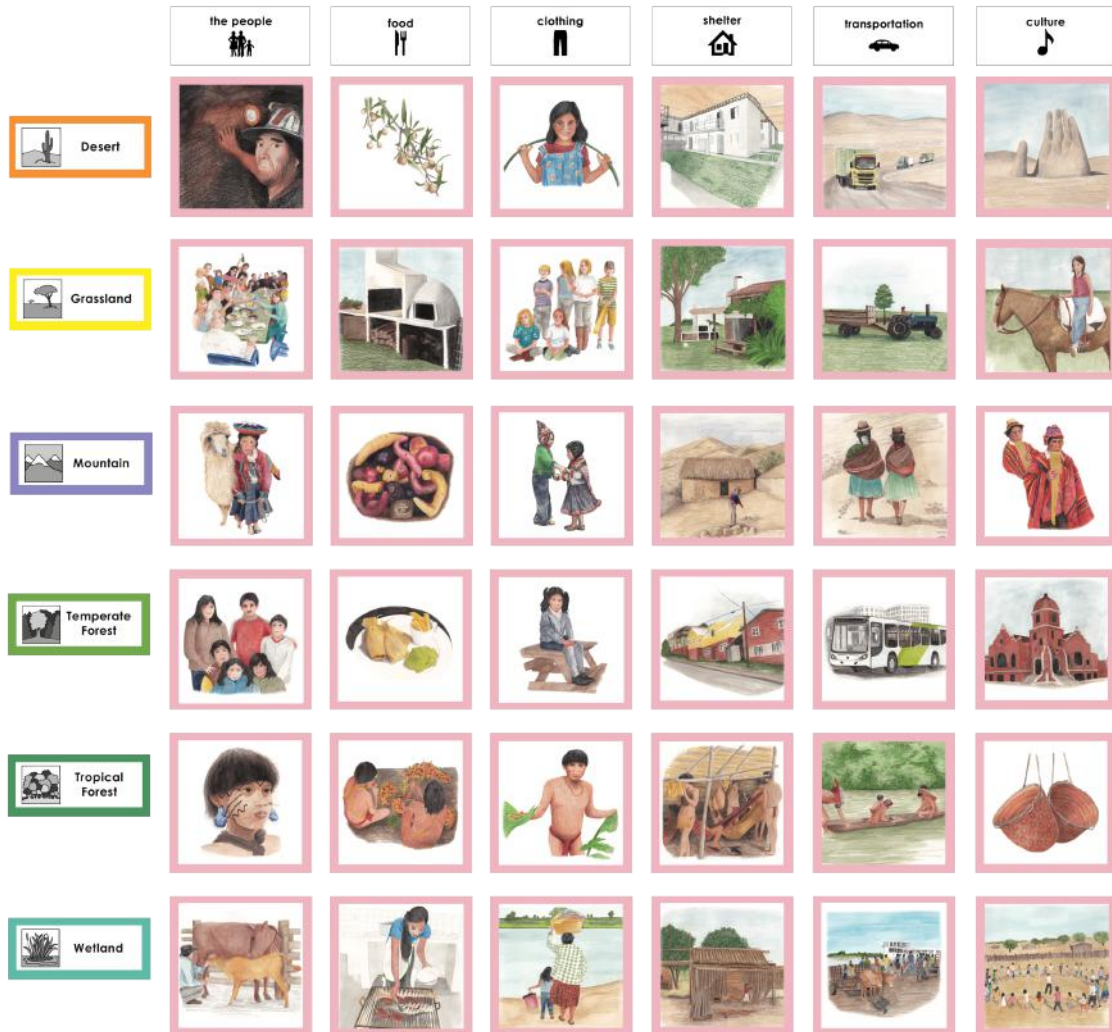 the people
food
clothing
shelter
transportation
culture
Desert
Grassland
Mountain
Temperate
Forest
Tropical
Forest
Wetland